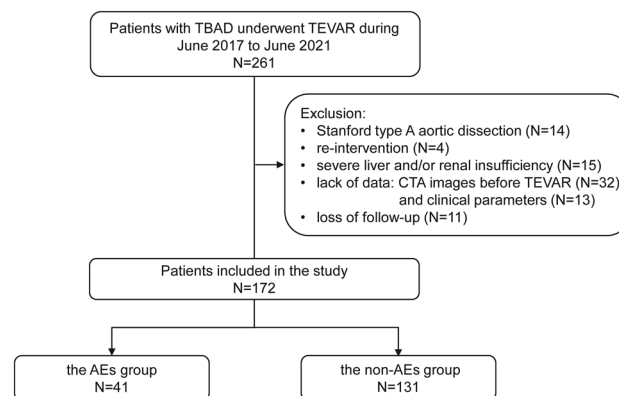 Patients with TBAD underwent TEVAR during
June 2017 to June 2021
N=261
Exclusion:
• Stanford type A aortic dissection (N=14)
• re-intervention (N=4)
• severe liver and/or renal insufficiency (N=15)
• lack of data: CTA images before TEVAR (N=32)
and clinical parameters (N=13)
• loss of follow-up (N=11)
Patients included in the study
N=172
the AEs group
N=41
the non-AEs group
N=131